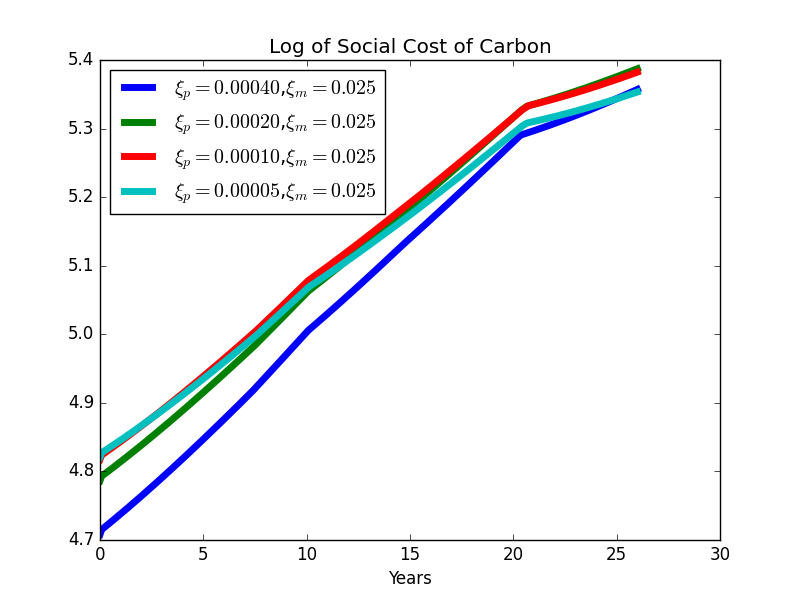 Log of Social Cost of Carbon
5.4
5.3
5.2
5.1
5.0
4.9
4.8
4.7
ξp = 0.00040,ξm = 0.025
ξp = 0.00020,ξm = 0.025
ξp = 0.00010,ξm = 0.025
ξp = 0.00005,ξm = 0.025
0 5 10 15 20 25 30
Years